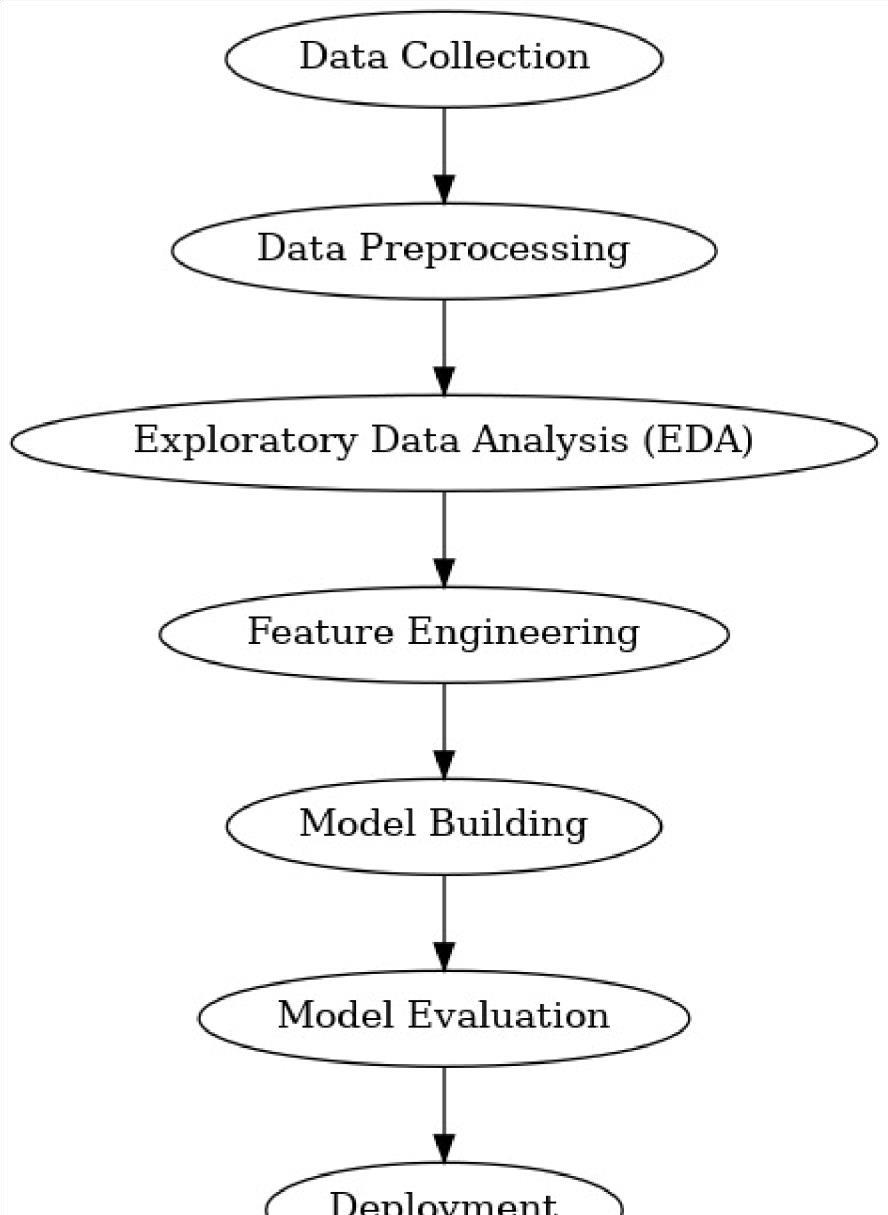 Data Collection
Data Preprocessing
Exploratory Data Analysis (EDA)
Feature Engineering
Model Building
Model Evaluation
Deployment